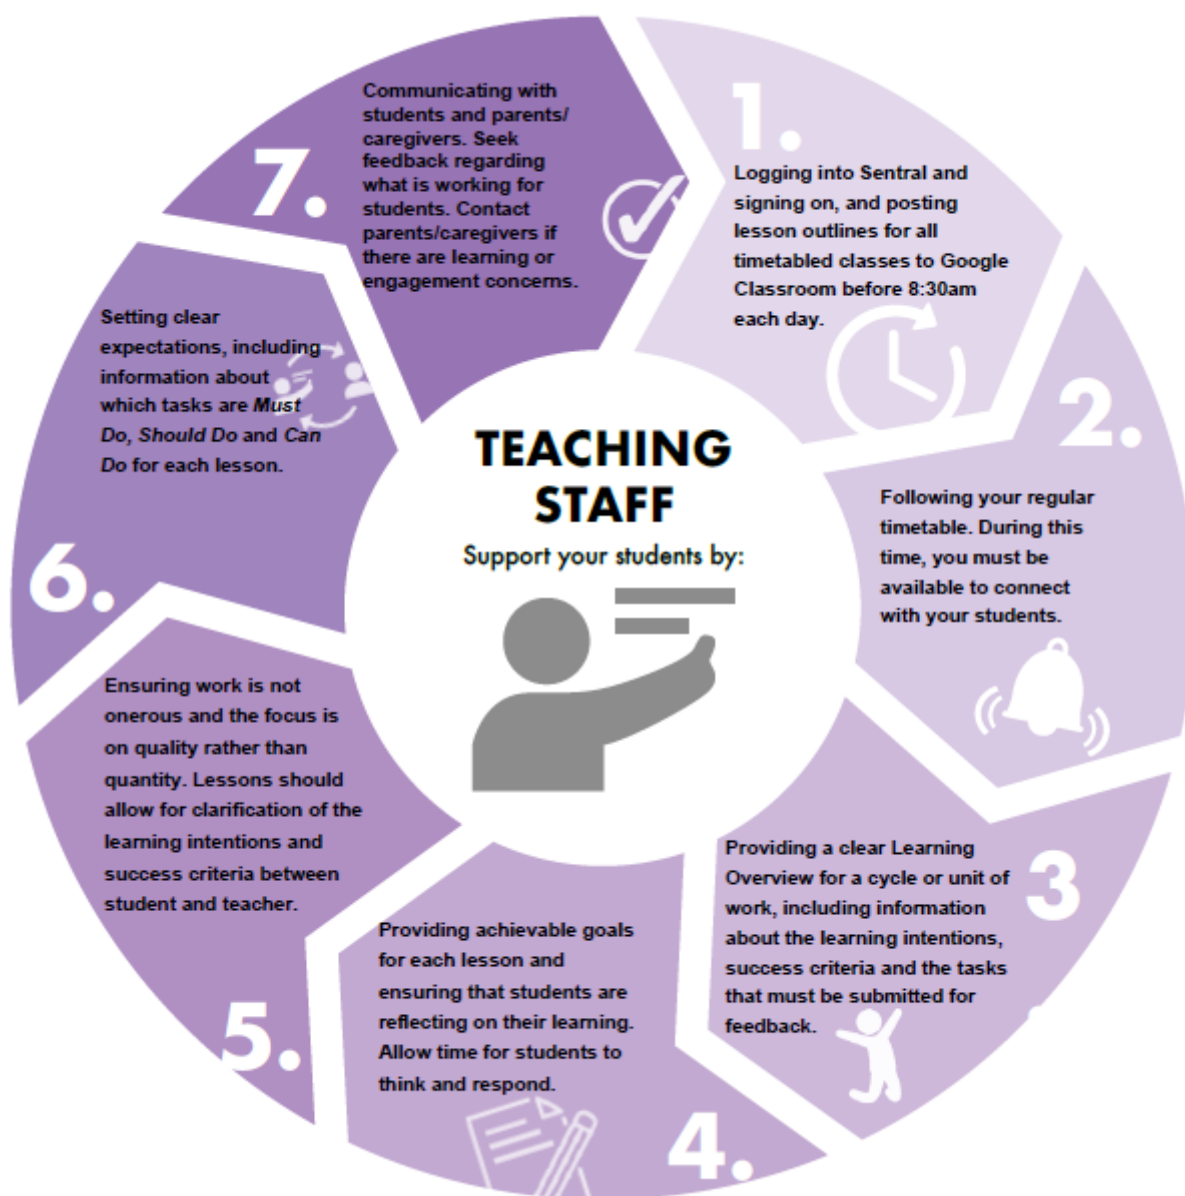 TEACHING
STAFF
Support your students by:
1.
Logging into Sentral and
signing on, and posting
lesson outlines for all
timetabled classes to Google
Classroom before 8:30am
each day.
2.
Following your regular
timetable. During this
time, you must be
available to connect
with your students.
3
Providing a clear Learning
Overview for a cycle or unit of
work, including information
about the learning intentions,
success criteria and the tasks
that must be submitted for
feedback.
4.
Providing achievable goals
for each lesson and
ensuring that students are
reflecting on their learning.
Allow time for students to
think and respond.
5.
Ensuring work is not
onerous and the focus is
on quality rather than
quantity. Lessons should
allow for clarification of the
learning intentions and
success criteria between
student and teacher.
6.
Setting clear
expectations, including
information about
which tasks are Must
Do, Should Do and Can
Do for each lesson.
7.
Communicating with
students and parents/
caregivers. Seek
feedback regarding
what is working for
students. Contact
parents/caregivers if
there are learning or
engagement concerns.